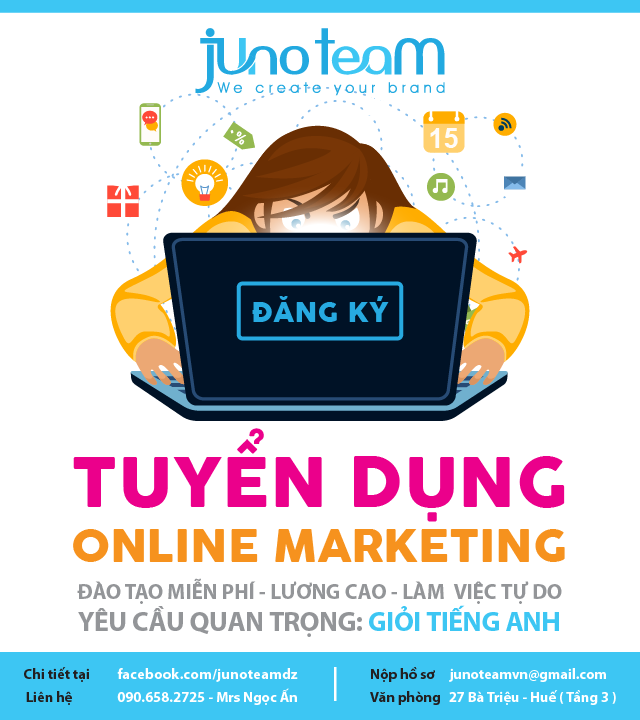 juno team
We create your brand
15
%
ĐĂNG KÝ
TUYỂN DỤNG
ONLINE MARKETING
ĐÀO TẠO MIỄN PHÍ - LƯƠNG CAO - LÀM VIỆC TỰ DO
YÊU CẦU QUAN TRỌNG: GIỎI TIẾNG ANH
Chi tiết tại facebook.com/junoteamdz
Liên hệ 090.658.2725 - Mrs Ngọc Ấn
Nộp hồ sơ junoteamvn@gmail.com
Văn phòng 27 Bà Triệu - Huế ( Tầng 3 )